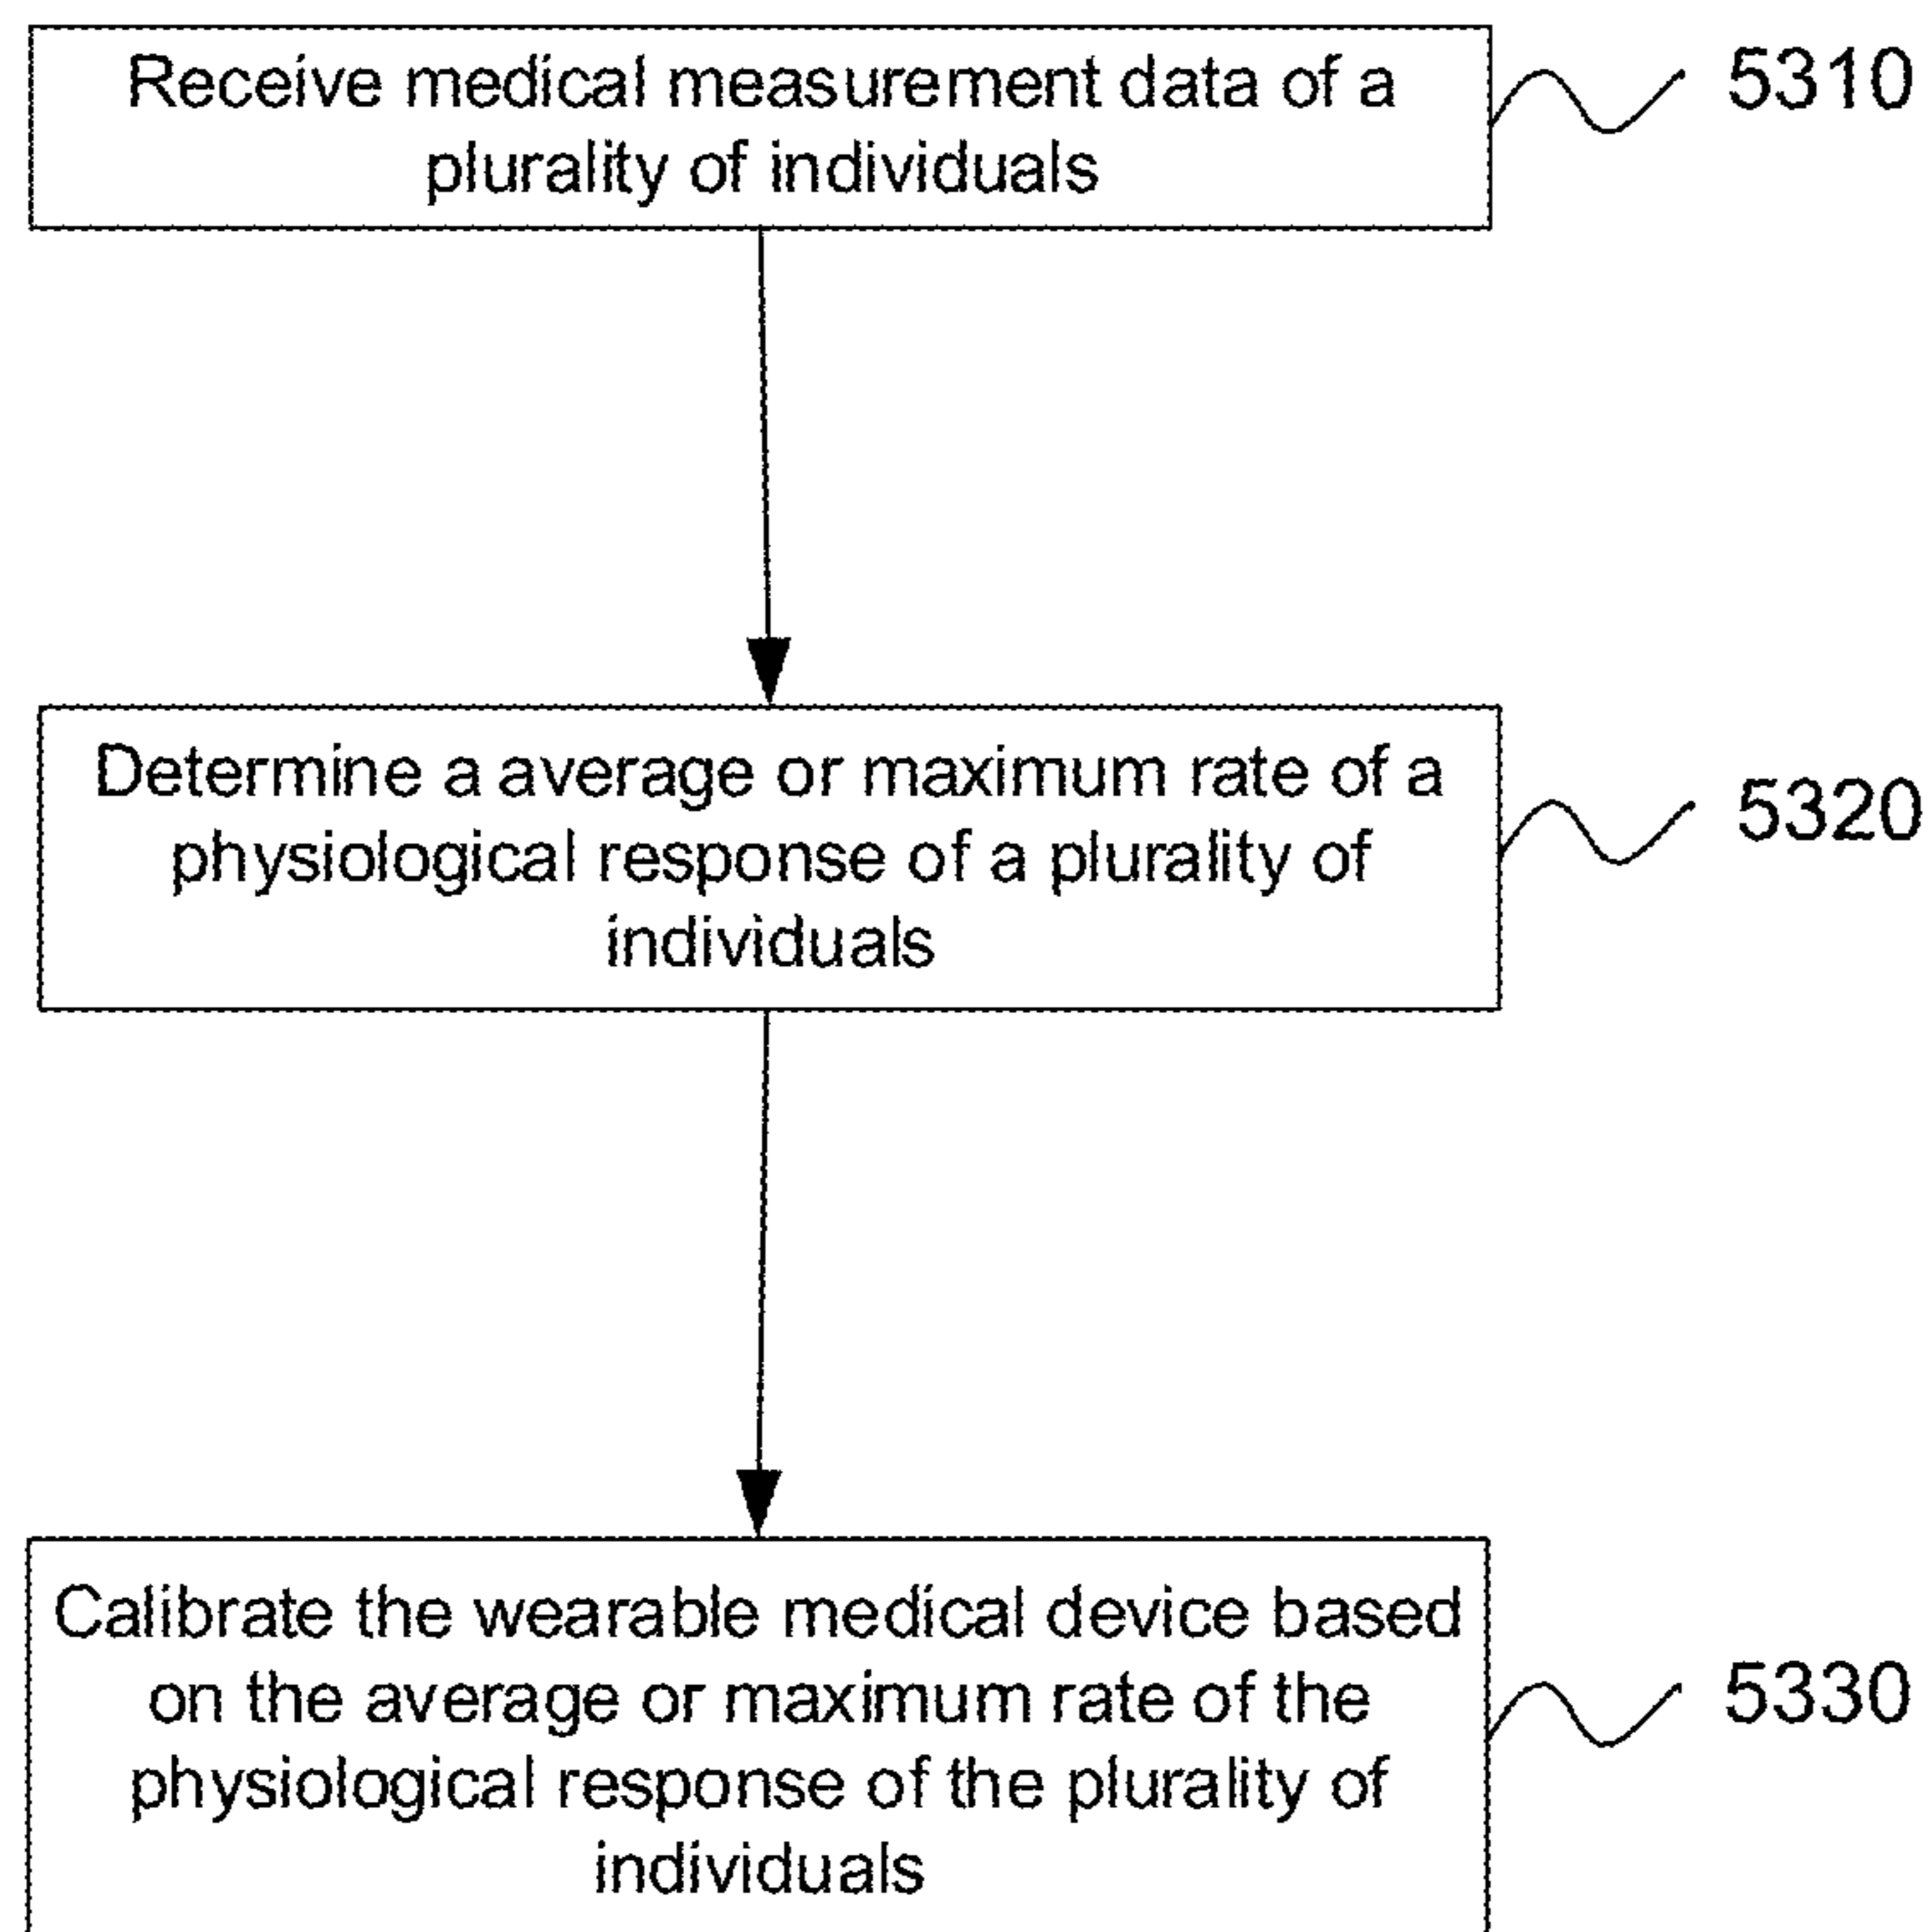 Receive medical measurement data of a
plurality of individuals
5310
Determine a average or maximum rate of a
physiological response of a plurality of
individuals
5320
Calibrate the wearable medical device based
on the average or maximum rate of the
physiological response of the plurality of
individuals
5330